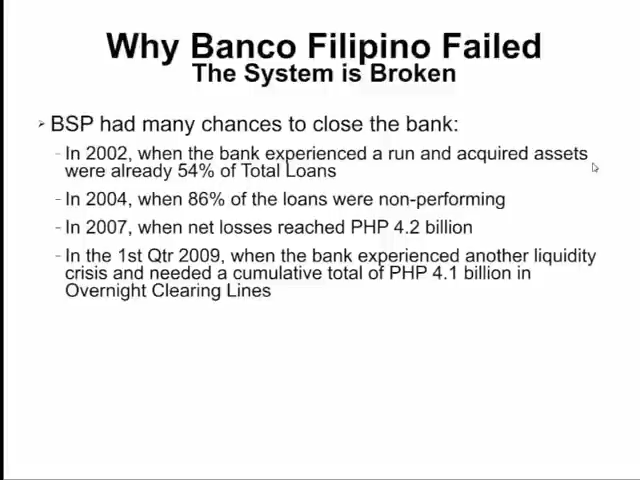 Why Banco Filipino Failed
The System is Broken
➢ BSP had many chances to close the bank:
- In 2002, when the bank experienced a run and acquired assets
were already 54% of Total Loans
- In 2004, when 86% of the loans were non-performing
- In 2007, when net losses reached PHP 4.2 billion
- In the 1st Qtr 2009, when the bank experienced another liquidity
crisis and needed a cumulative total of PHP 4.1 billion in
Overnight Clearing Lines